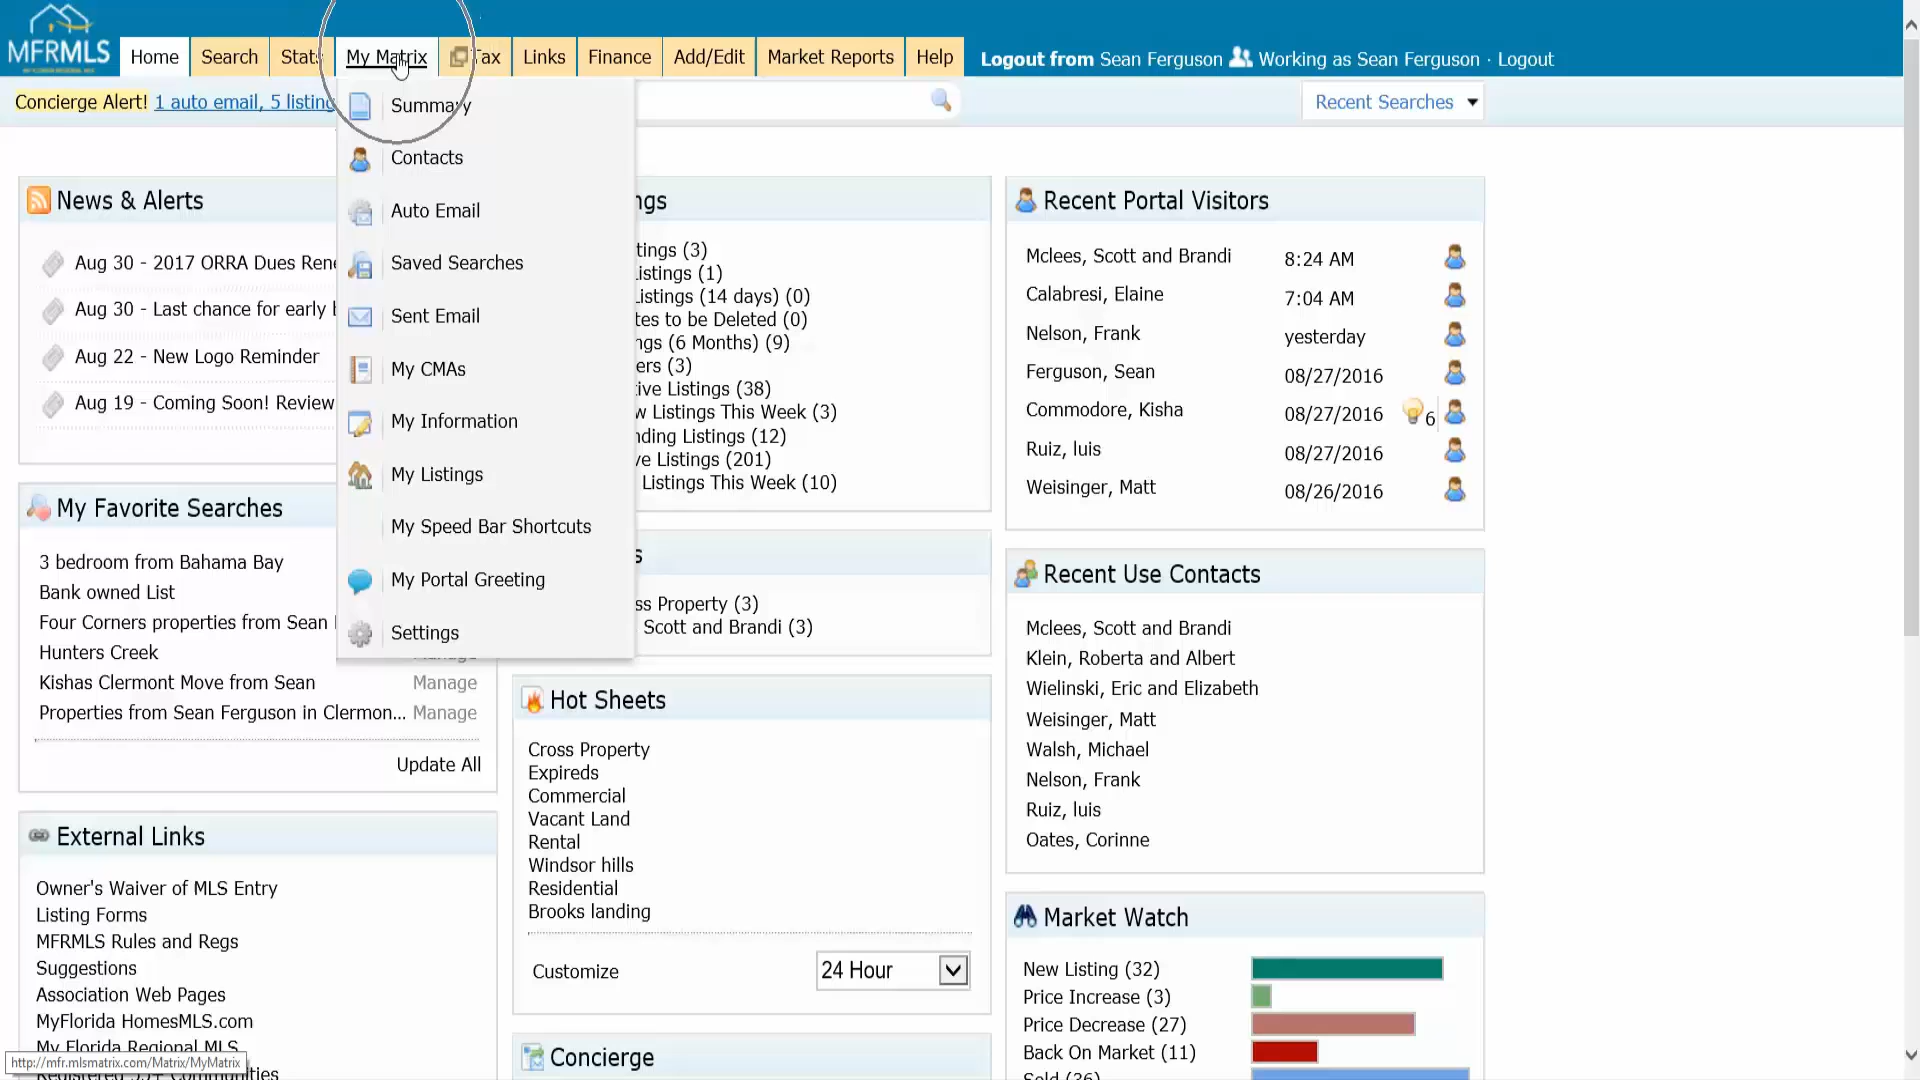 MFRMLS
Home
Search
Stats
My Matrix
Tax
Links
Finance
Add/Edit
Market Reports
Help
Logout from Sean Ferguson
Working as Sean Ferguson · Logout
Concierge Alert! 1 auto email, 5 listing
Recent Searches
Summary
Contacts
Auto Email
Saved Searches
Sent Email
My CMAs
My Information
My Listings
My Speed Bar Shortcuts
My Portal Greeting
Settings
News & Alerts
Aug 30 - 2017 ORRA Dues Rene
Aug 30 - Last chance for early
Aug 22 - New Logo Reminder
Aug 19 - Coming Soon! Review
My Favorite Searches
3 bedroom from Bahama Bay
Bank owned List
Four Corners properties from Sean
Hunters Creek
Manage
Kishas Clermont Move from Sean
Manage
Properties from Sean Ferguson in Clermon...
Manage
Update All
External Links
Owner's Waiver of MLS Entry
Listing Forms
MFRMLS Rules and Regs
Suggestions
Association Web Pages
MyFlorida HomesMLS.com
My Florida Regional MLS
Registered 55+ Communities
http://mfr.mlsmatrix.com/Matrix/MyMatrix
ngs
tings (3)
istings (1)
istings (14 days) (0)
tes to be Deleted (0)
ngs (6 Months) (9)
ers (3)
ive Listings (38)
w Listings This Week (3)
nding Listings (12)
ve Listings (201)
Listings This Week (10)
s
ss Property (3)
Scott and Brandi (3)
Hot Sheets
Cross Property
Expireds
Commercial
Vacant Land
Rental
Windsor hills
Residential
Brooks landing
Customize
24 Hour
Concierge
Recent Portal Visitors
Mclees, Scott and Brandi 8:24 AM
Calabresi, Elaine 7:04 AM
Nelson, Frank yesterday
Ferguson, Sean 08/27/2016
Commodore, Kisha 08/27/2016 6
Ruiz, luis 08/27/2016
Weisinger, Matt 08/26/2016
Recent Use Contacts
Mclees, Scott and Brandi
Klein, Roberta and Albert
Wielinski, Eric and Elizabeth
Weisinger, Matt
Walsh, Michael
Nelson, Frank
Ruiz, luis
Oates, Corinne
Market Watch
New Listing (32)
Price Increase (3)
Price Decrease (27)
Back On Market (11)
Sold (36)